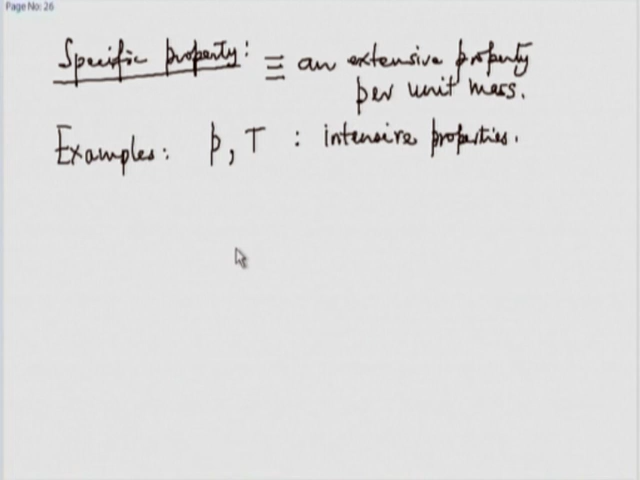 Page No: 26
Specific property: ≡ an extensive property
per unit mass.
Examples: p, T : intensive properties.